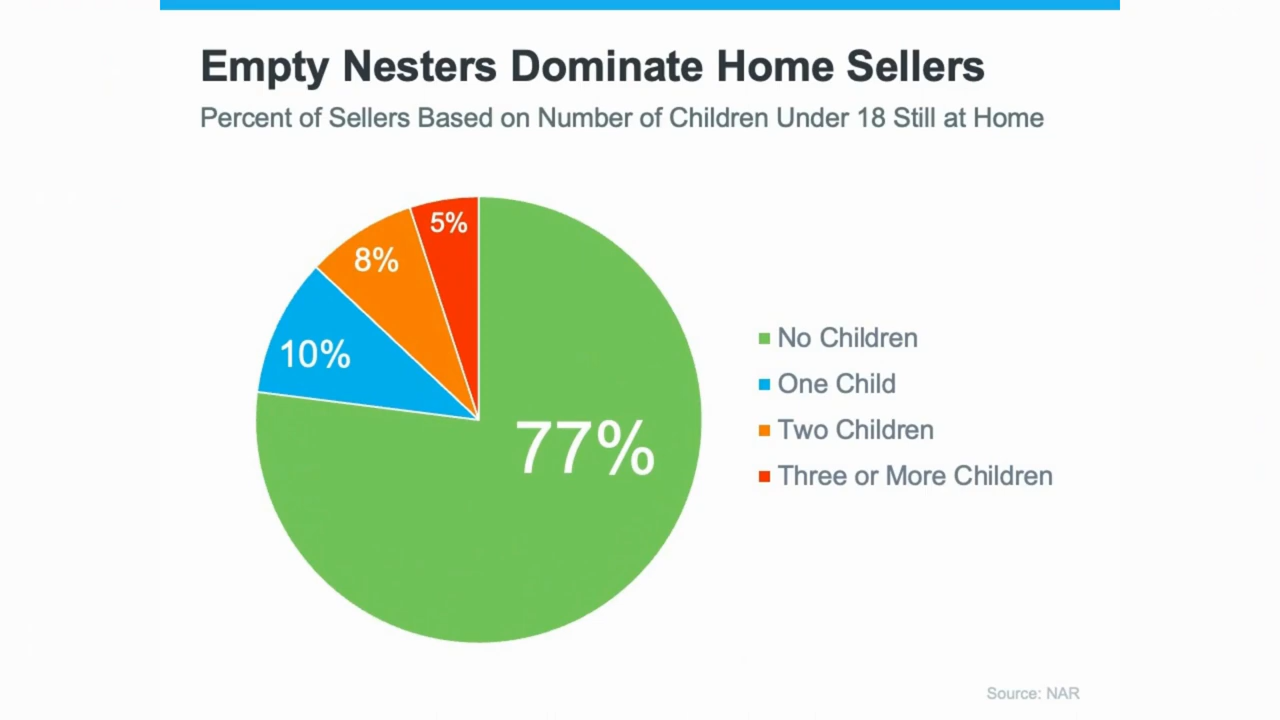 Empty Nesters Dominate Home Sellers
Percent of Sellers Based on Number of Children Under 18 Still at Home
5%
8%
10%
77%
No Children
One Child
Two Children
Three or More Children
Source: NAR